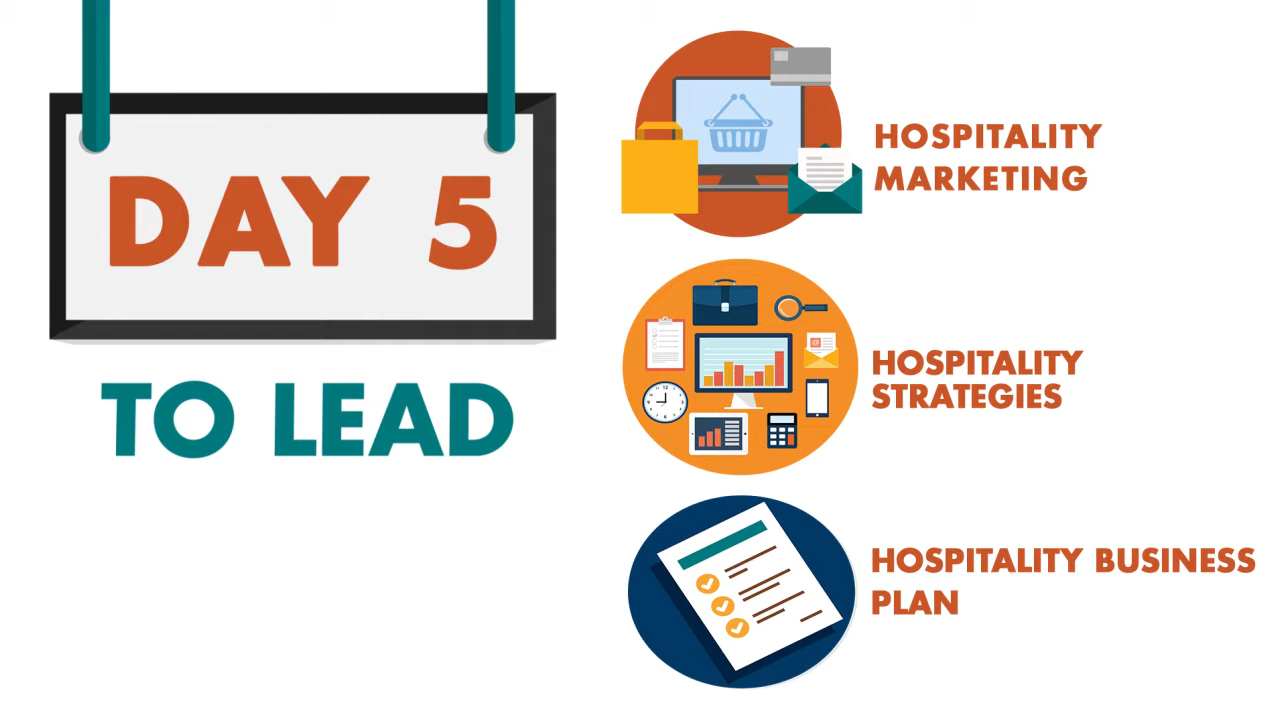 DAY 5
TO LEAD
HOSPITALITY
MARKETING
HOSPITALITY
STRATEGIES
HOSPITALITY BUSINESS
PLAN